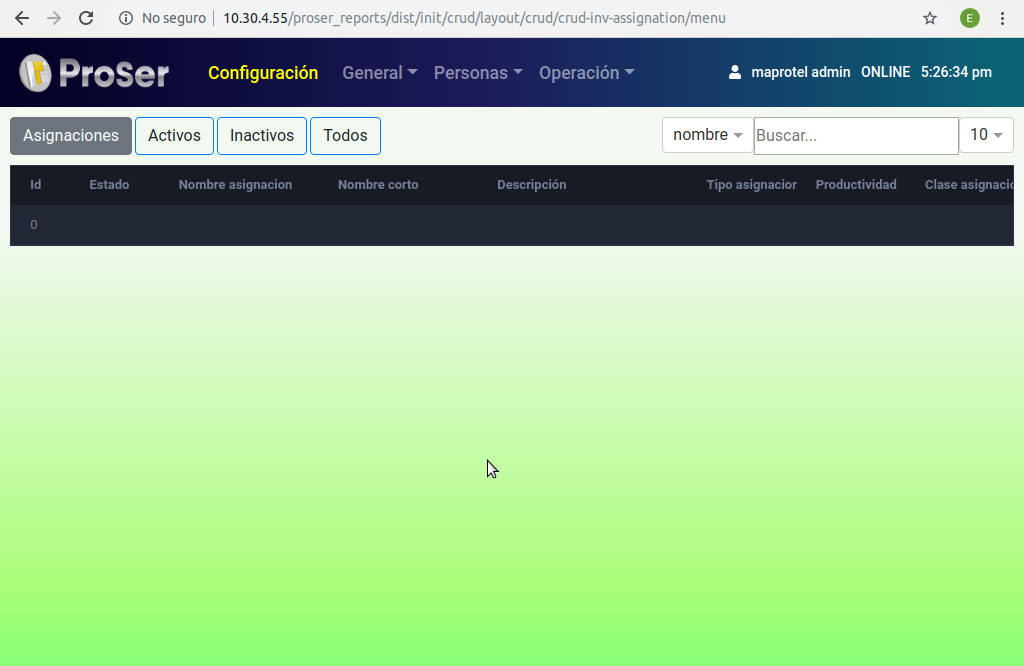 No seguro 10.30.4.55/proser_reports/dist/init/crud/layout/crud/crud-inv-assignation/menu E
ProSer Configuración General Personas Operación maprotel admin ONLINE 5:26:34 pm
Asignaciones Activos Inactivos Todos nombre Buscar... 10
Id Estado Nombre asignacion Nombre corto Descripción Tipo asignacior Productividad Clase asignacio
0